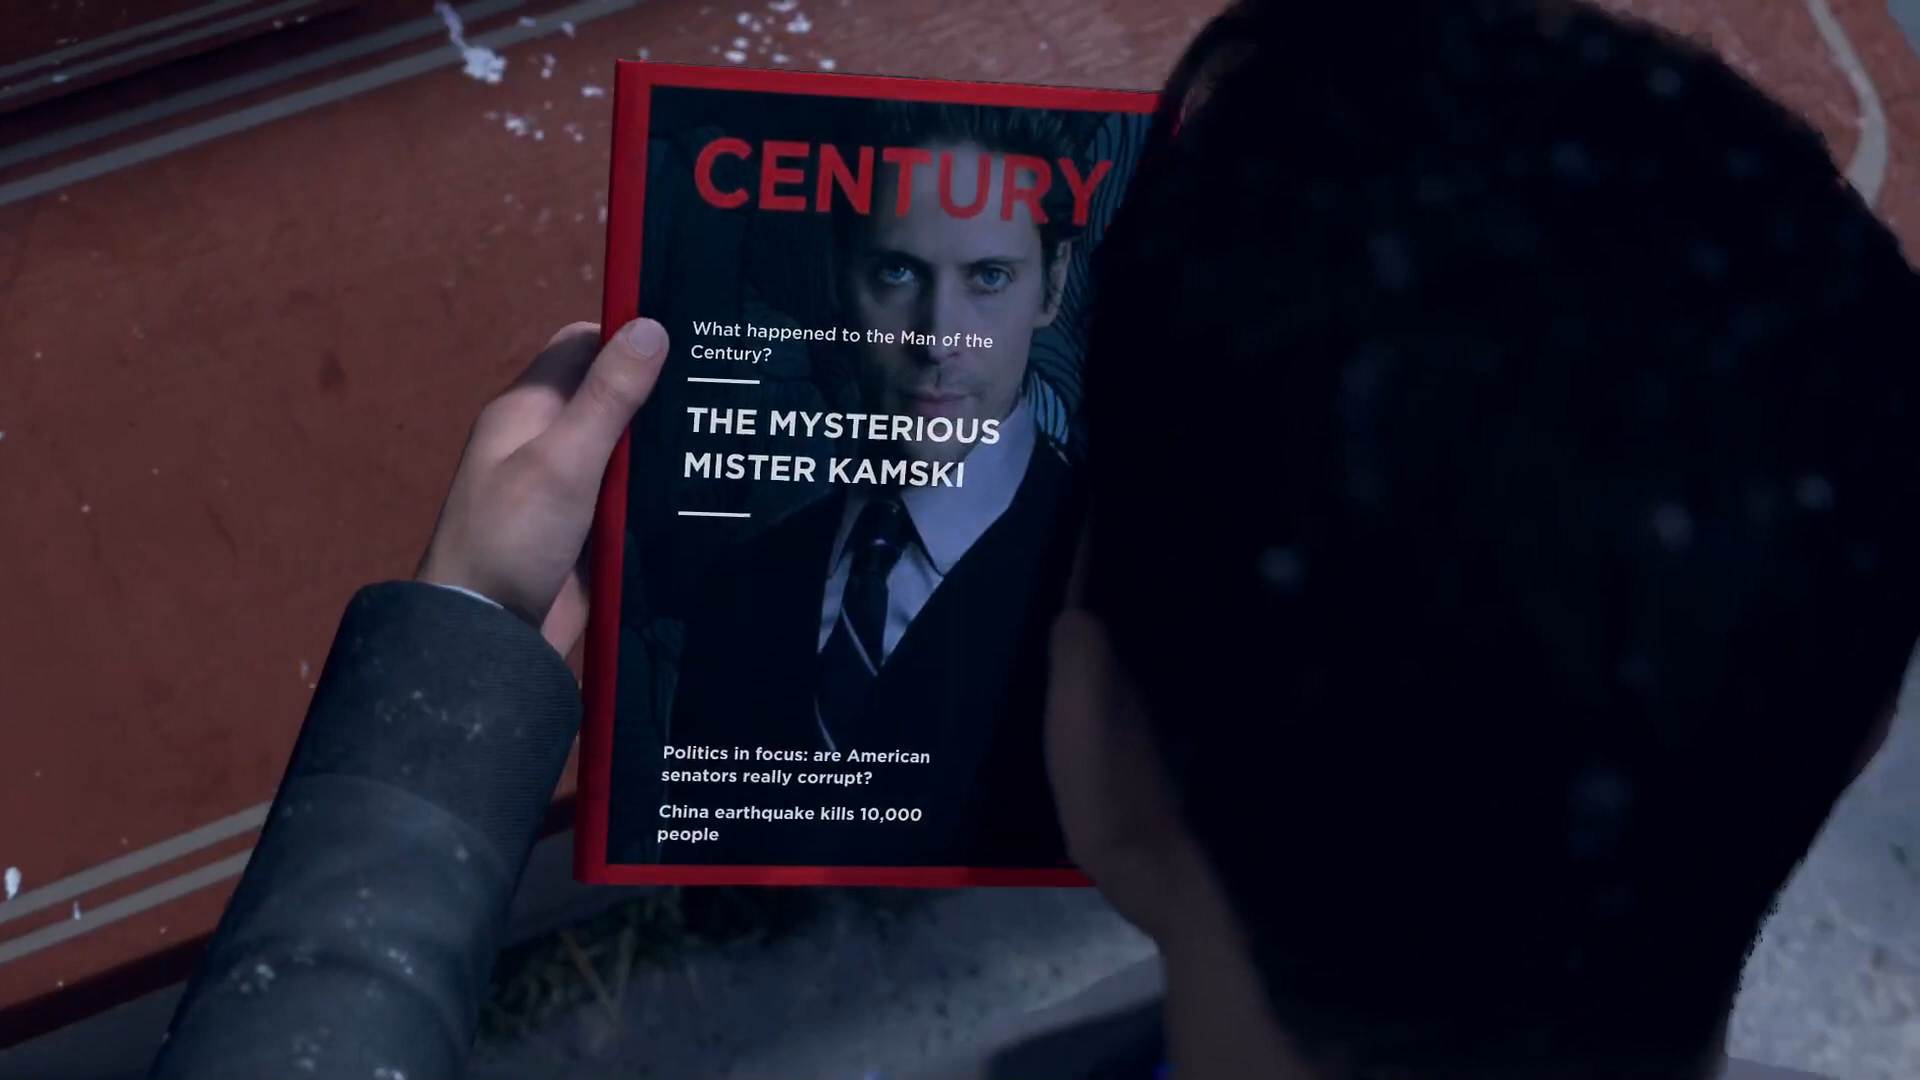 CENTURY
What happened to the Man of the
Century?
THE MYSTERIOUS
MISTER KAMSKI
Politics in focus: are American
senators really corrupt?
China earthquake kills 10,000
people